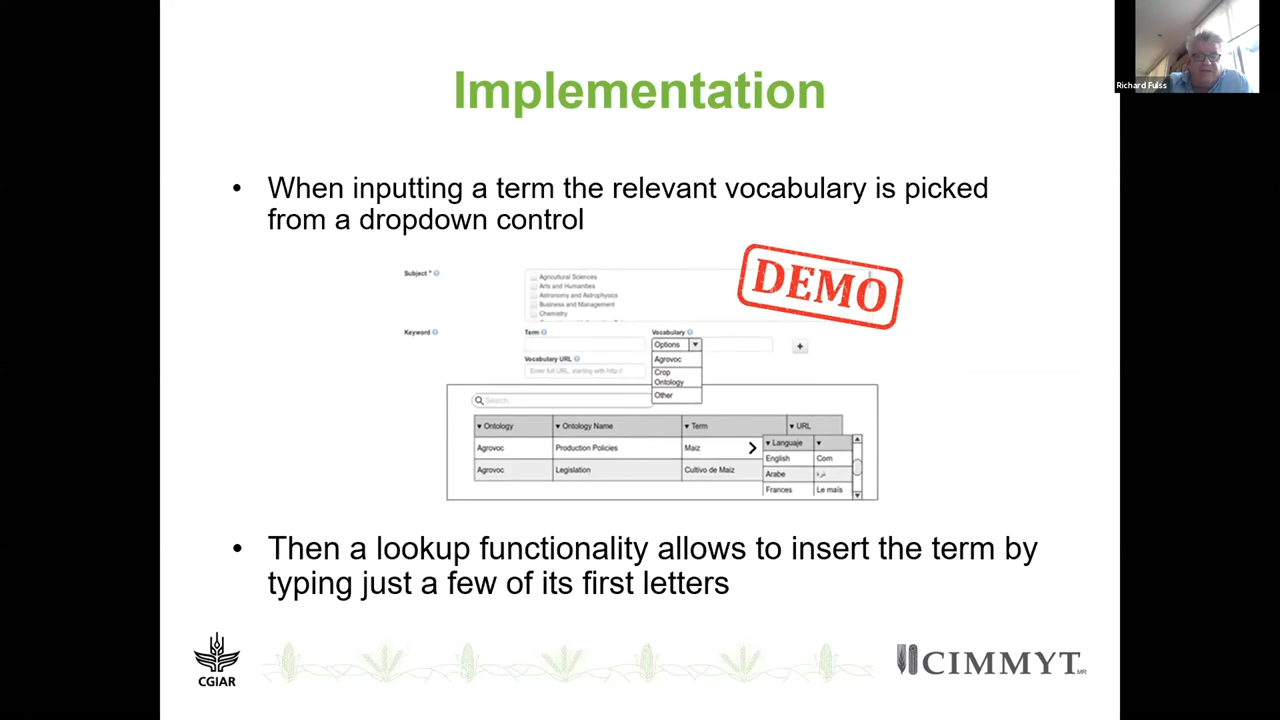 Richard Fulss
Implementation
• When inputting a term the relevant vocabulary is picked
from a dropdown control
DEMO
Subject *
Agricultural Sciences
Arts and Humanities
Astronomy and Astrophysics
Business and Management
Chemistry
Keyword
Term
Vocabulary
Options
+
Agrovoc
Crop
Ontology
Other
Vocabulary URL
Enter full URL, starting with http://
Search..
Ontology Ontology Name Term URL
Agrovoc Production Policies Maiz
Agrovoc Legislation Cultivo de Maiz
Languaje
English Corn
Arabe ذرة
Frances Le maïs
• Then a lookup functionality allows to insert the term by
typing just a few of its first letters
CGIAR
CIMMYT MR